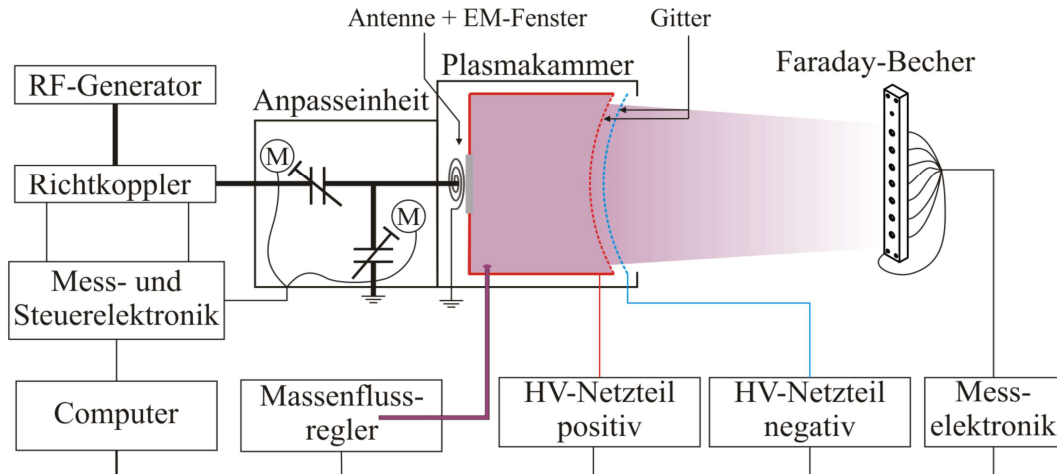 Antenne + EM-Fenster
Gitter
Plasmakammer
Faraday-Becher
RF-Generator
Anpasseinheit
M
Richtkoppler
M
Mess- und
Steuerelektronik
Computer
Massenfluss-
regler
HV-Netzteil
positiv
HV-Netzteil
negativ
Mess-
elektronik